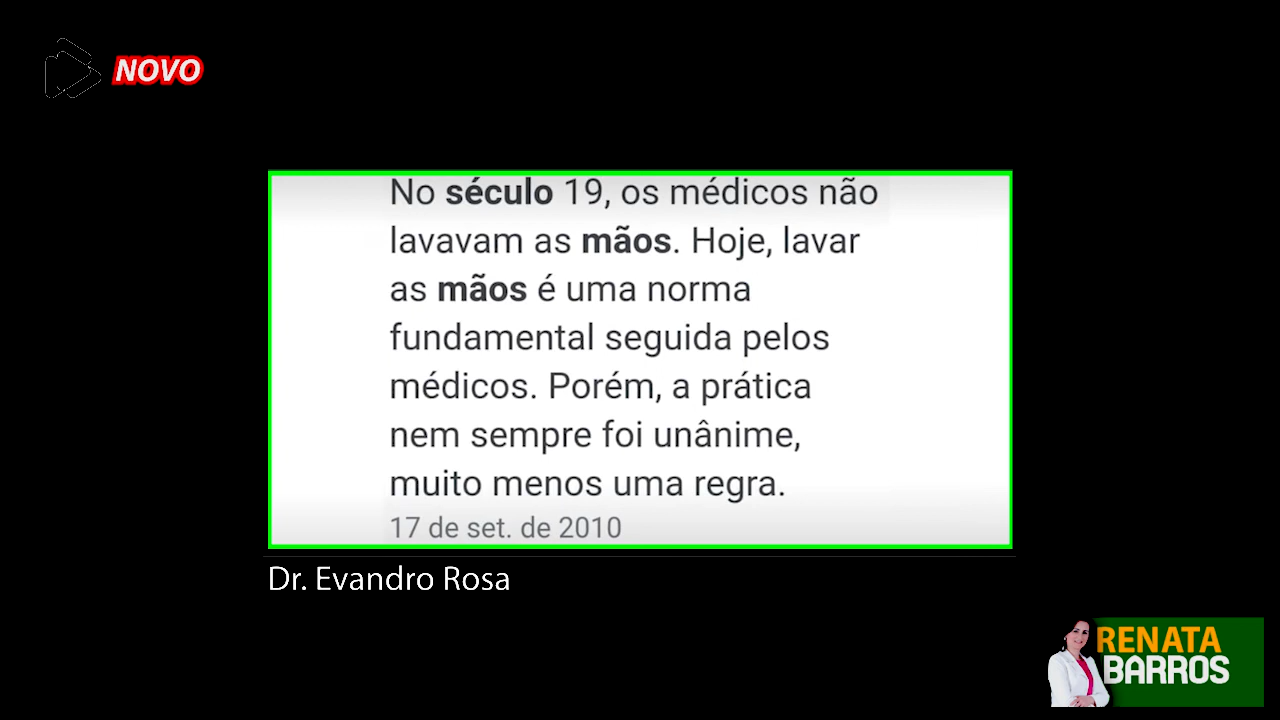 NOVO
No século 19, os médicos não
lavavam as mãos. Hoje, lavar
as mãos é uma norma
fundamental seguida pelos
médicos. Porém, a prática
nem sempre foi unânime,
muito menos uma regra.
17 de set. de 2010
Dr. Evandro Rosa
RENATA
BARROS